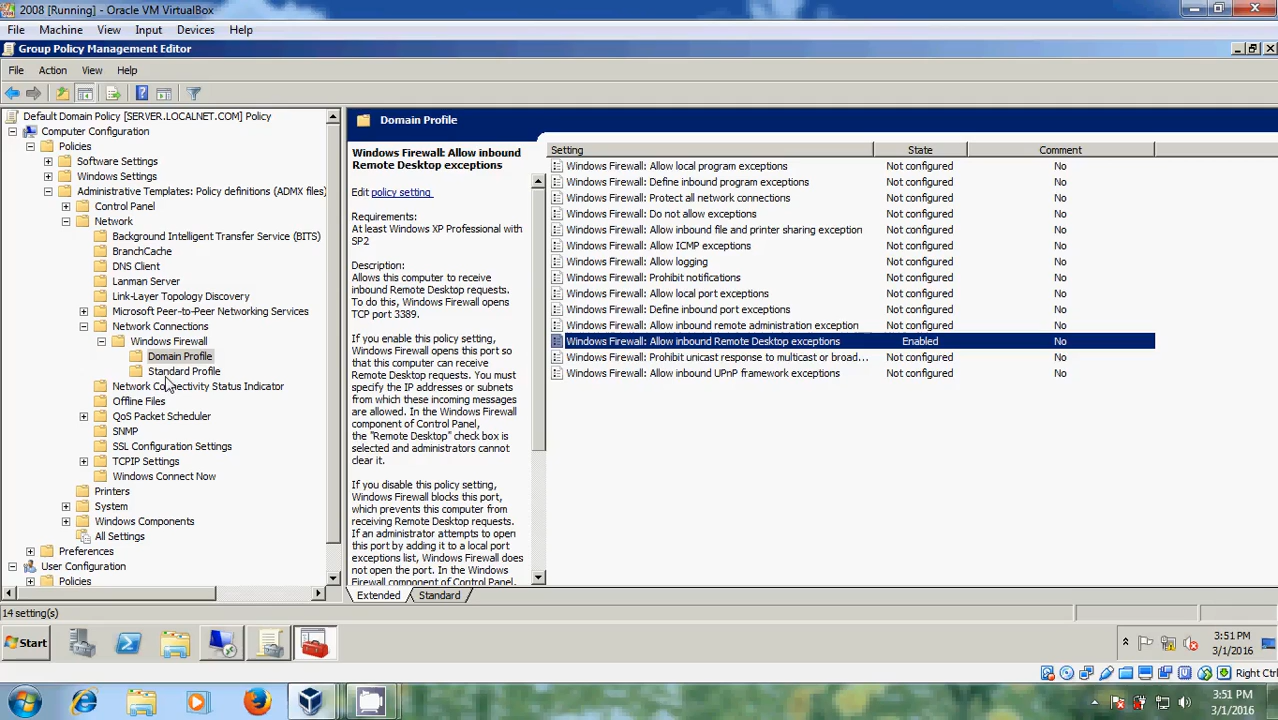 2008 [Running] - Oracle VM VirtualBox
File Machine View Input Devices Help
Group Policy Management Editor
File Action View Help
Default Domain Policy [SERVER.LOCALNET.COM] Policy
Computer Configuration
Policies
Software Settings
Windows Settings
Administrative Templates: Policy definitions (ADMX files)
Control Panel
Network
Background Intelligent Transfer Service (BITS)
BranchCache
DNS Client
Lanman Server
Link-Layer Topology Discovery
Microsoft Peer-to-Peer Networking Services
Network Connections
Windows Firewall
Domain Profile
Standard Profile
Network Connectivity Status Indicator
Offline Files
QoS Packet Scheduler
SNMP
SSL Configuration Settings
TCPIP Settings
Windows Connect Now
Printers
System
Windows Components
All Settings
Preferences
User Configuration
Policies
Domain Profile
Windows Firewall: Allow inbound
Remote Desktop exceptions
Edit policy setting
Requirements:
At least Windows XP Professional with
SP2
Description:
Allows this computer to receive
inbound Remote Desktop requests.
To do this, Windows Firewall opens
TCP port 3389.
If you enable this policy setting,
Windows Firewall opens this port so
that this computer can receive
Remote Desktop requests. You must
specify the IP addresses or subnets
from which these incoming messages
are allowed. In the Windows Firewall
component of Control Panel,
the "Remote Desktop" check box is
selected and administrators cannot
clear it.
If you disable this policy setting,
Windows Firewall blocks this port,
which prevents this computer from
receiving Remote Desktop requests.
If an administrator attempts to open
this port by adding it to a local port
exceptions list, Windows Firewall does
not open the port. In the Windows
Firewall component of Control Panel,
Setting State Comment
Windows Firewall: Allow local program exceptions Not configured No
Windows Firewall: Define inbound program exceptions Not configured No
Windows Firewall: Protect all network connections Not configured No
Windows Firewall: Do not allow exceptions Not configured No
Windows Firewall: Allow inbound file and printer sharing exception Not configured No
Windows Firewall: Allow ICMP exceptions Not configured No
Windows Firewall: Allow logging Not configured No
Windows Firewall: Prohibit notifications Not configured No
Windows Firewall: Allow local port exceptions Not configured No
Windows Firewall: Define inbound port exceptions Not configured No
Windows Firewall: Allow inbound remote administration exception Not configured No
Windows Firewall: Allow inbound Remote Desktop exceptions Enabled No
Windows Firewall: Prohibit unicast response to multicast or broad... Not configured No
Windows Firewall: Allow inbound UPnP framework exceptions Not configured No
Extended Standard
14 setting(s)
Start
3:51 PM
3/1/2016
Right Ctrl
3:51 PM
3/1/2016